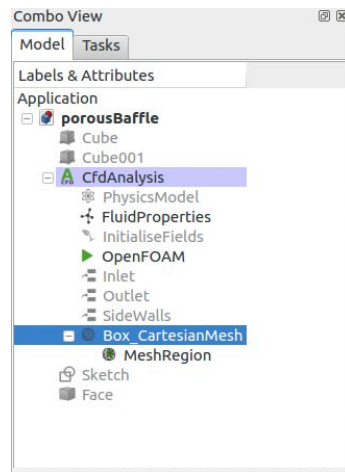 Combo View
Model Tasks
Labels & Attributes
Application
porousBaffle
Cube
Cube001
CfdAnalysis
PhysicsModel
FluidProperties
InitialiseFields
OpenFOAM
Inlet
Outlet
SideWalls
Box_CartesianMesh
MeshRegion
Sketch
Face